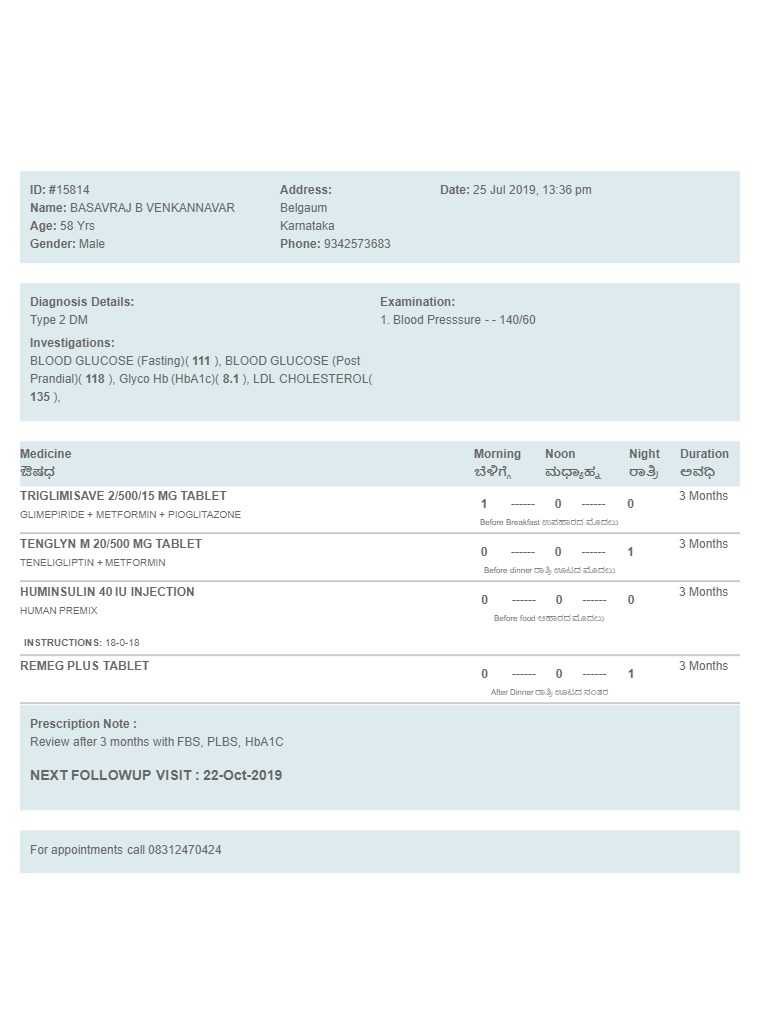 ID: #15814
Name: BASAVRAJ B VENKANNAVAR
Age: 58 Yrs
Gender: Male
Address:
Belgaum
Karnataka
Phone: 9342573683
Date: 25 Jul 2019, 13:36 pm
Diagnosis Details:
Type 2 DM
Investigations:
BLOOD GLUCOSE (Fasting)( 111 ), BLOOD GLUCOSE (Post
Prandial)( 118 ), Glyco Hb (HbA1c)( 8.1 ), LDL CHOLESTEROL(
135 ),
Examination:
1. Blood Presssure - - 140/60
Medicine Morning Noon Night Duration
ಔಷಧ ಬೆಳಿಗ್ಗೆ ಮಧ್ಯಾಹ್ನ ರಾತ್ರಿ ಅವಧಿ
TRIGLIMISAVE 2/500/15 MG TABLET 3 Months
1 ------ 0 ------ 0
GLIMEPIRIDE + METFORMIN + PIOGLITAZONE
Before Breakfast ಉಪಹಾರದ ಮೊದಲು
TENGLYN M 20/500 MG TABLET 3 Months
0 ------ 0 ------ 1
TENELIGLIPTIN + METFORMIN
Before dinner ರಾತ್ರಿ ಊಟದ ಮೊದಲು
HUMINSULIN 40 IU INJECTION 3 Months
0 ------ 0 ------ 0
HUMAN PREMIX
Before food ಆಹಾರದ ಮೊದಲು
INSTRUCTIONS: 18-0-18
REMEG PLUS TABLET 3 Months
0 ------ 0 ------ 1
After Dinner ರಾತ್ರಿ ಊಟದ ನಂತರ
Prescription Note :
Review after 3 months with FBS, PLBS, HbA1C
NEXT FOLLOWUP VISIT : 22-Oct-2019
For appointments call 08312470424